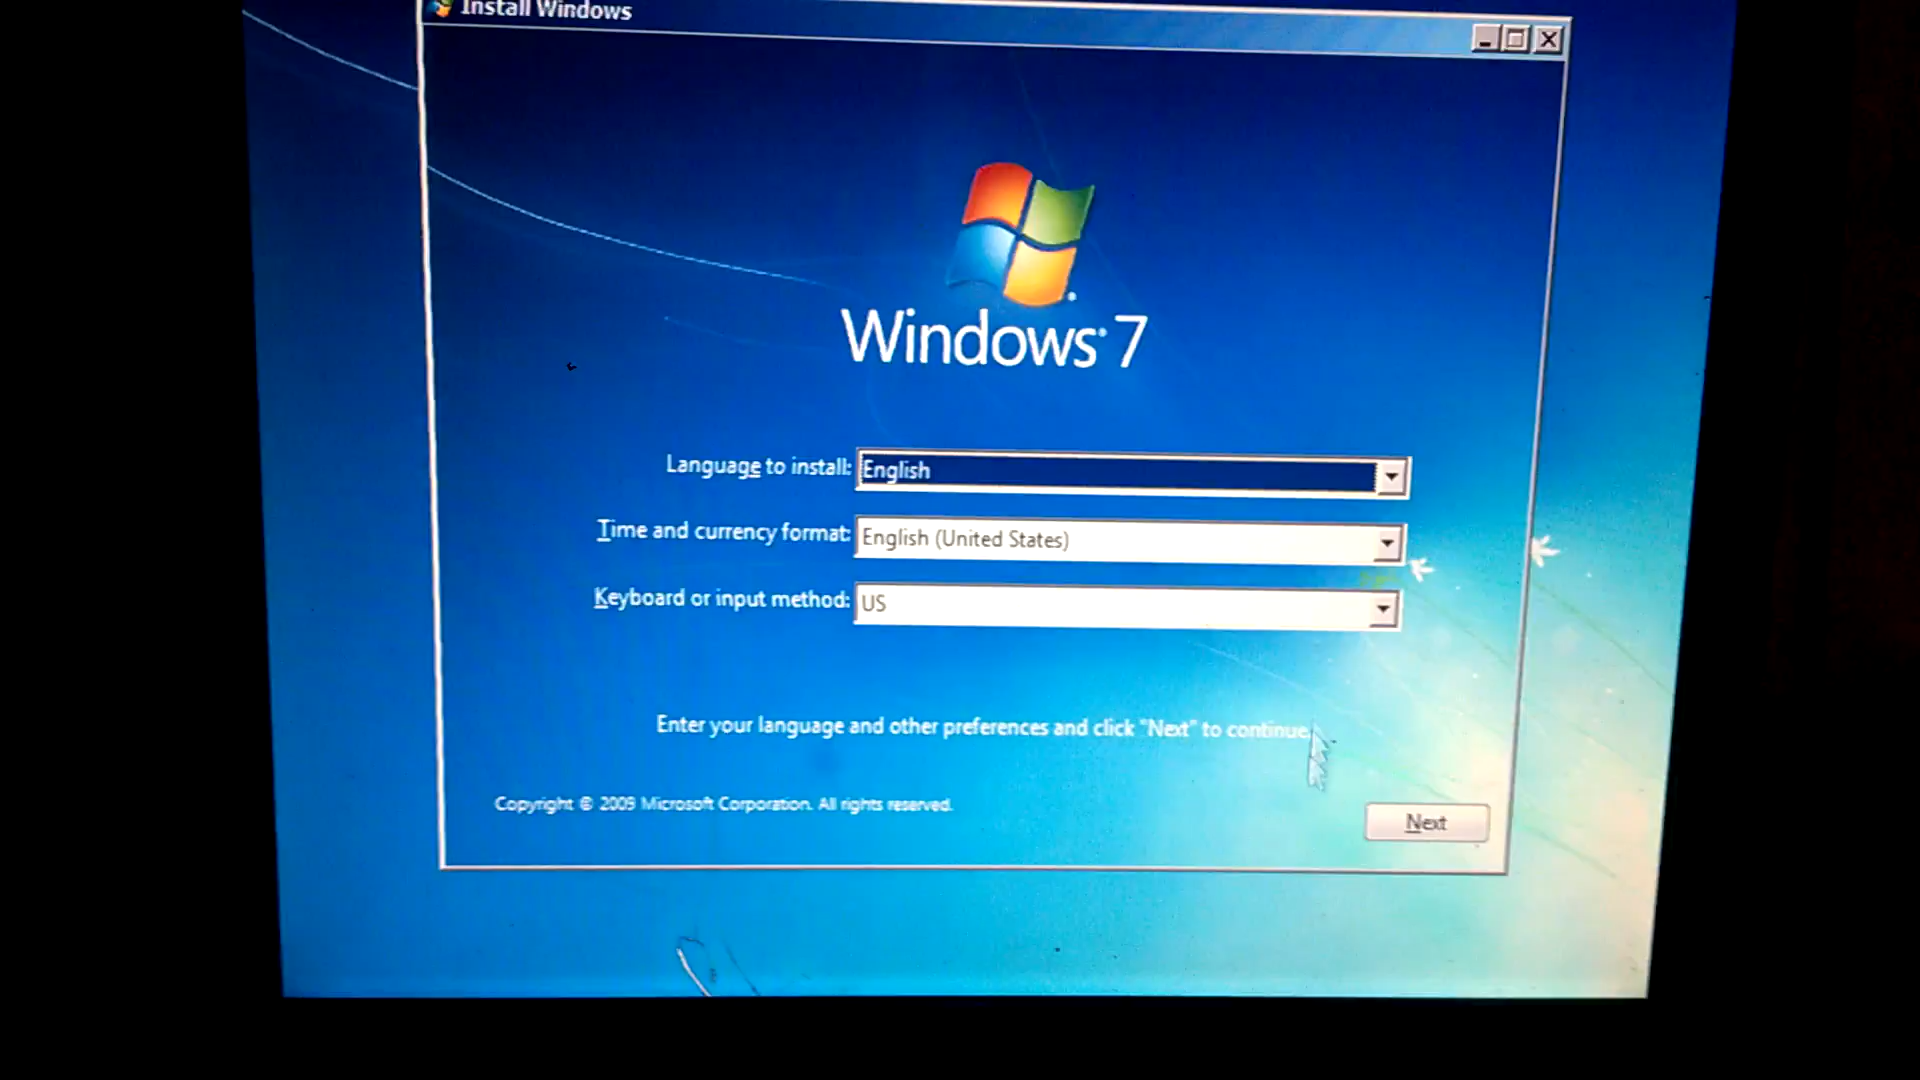 Install Windows
Windows 7
Language to install: English
Time and currency format: English (United States)
Keyboard or input method: US
Enter your language and other preferences and click "Next" to continue.
Copyright © 2009 Microsoft Corporation. All rights reserved.
Next